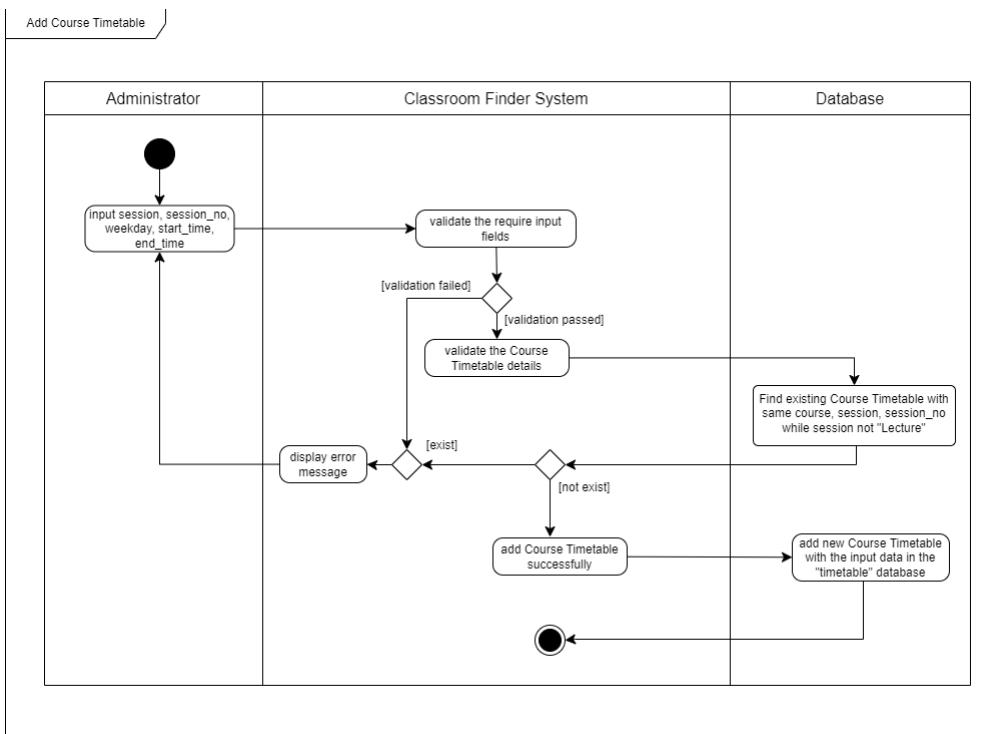 Add Course Timetable
Administrator
Classroom Finder System
Database
input session, session_no,
weekday, start_time,
end_time
validate the require input
fields
[validation failed]
[validation passed]
validate the Course
Timetable details
Find existing Course Timetable with
same course, session, session_no
while session not "Lecture"
[exist]
display error
message
[not exist]
add Course Timetable
successfully
add new Course Timetable
with the input data in the
"timetable" database